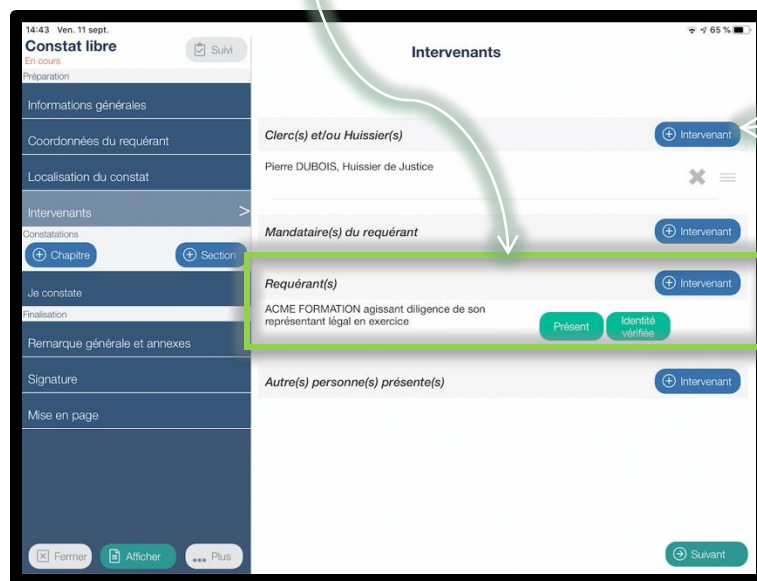 14:43 Ven. 11 sept.
65 %
Constat libre
En cours
Suivi
Préparation
Informations générales
Coordonnées du requérant
Localisation du constat
Intervenants
>
Constatations
Chapitre
Section
Je constate
Finalisation
Remarque générale et annexes
Signature
Mise en page
Fermer
Afficher
Plus
Intervenants
Clerc(s) et/ou Huissier(s)
Intervenant
Pierre DUBOIS, Huissier de Justice
Mandataire(s) du requérant
Intervenant
Requérant(s)
Intervenant
ACME FORMATION agissant diligence de son
représentant légal en exercice
Présent
Identité
vérifiée
Autre(s) personne(s) présente(s)
Intervenant
Suivant